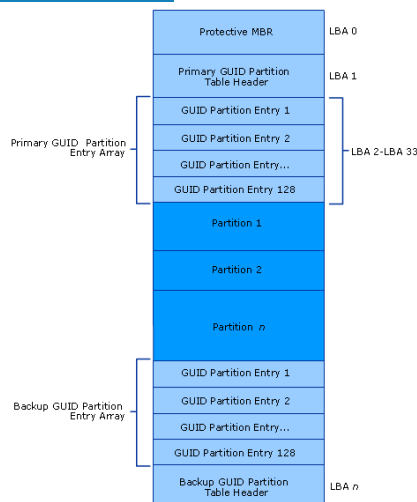 Protective MBR
LBA 0
Primary GUID Partition
Table Header
LBA 1
Primary GUID Partition
Entry Array
GUID Partition Entry 1
GUID Partition Entry 2
GUID Partition Entry...
GUID Partition Entry 128
LBA 2-LBA 33
Partition 1
Partition 2
Partition n
Backup GUID Partition
Entry Array
GUID Partition Entry 1
GUID Partition Entry 2
GUID Partition Entry...
GUID Partition Entry 128
Backup GUID Partition
Table Header
LBA n